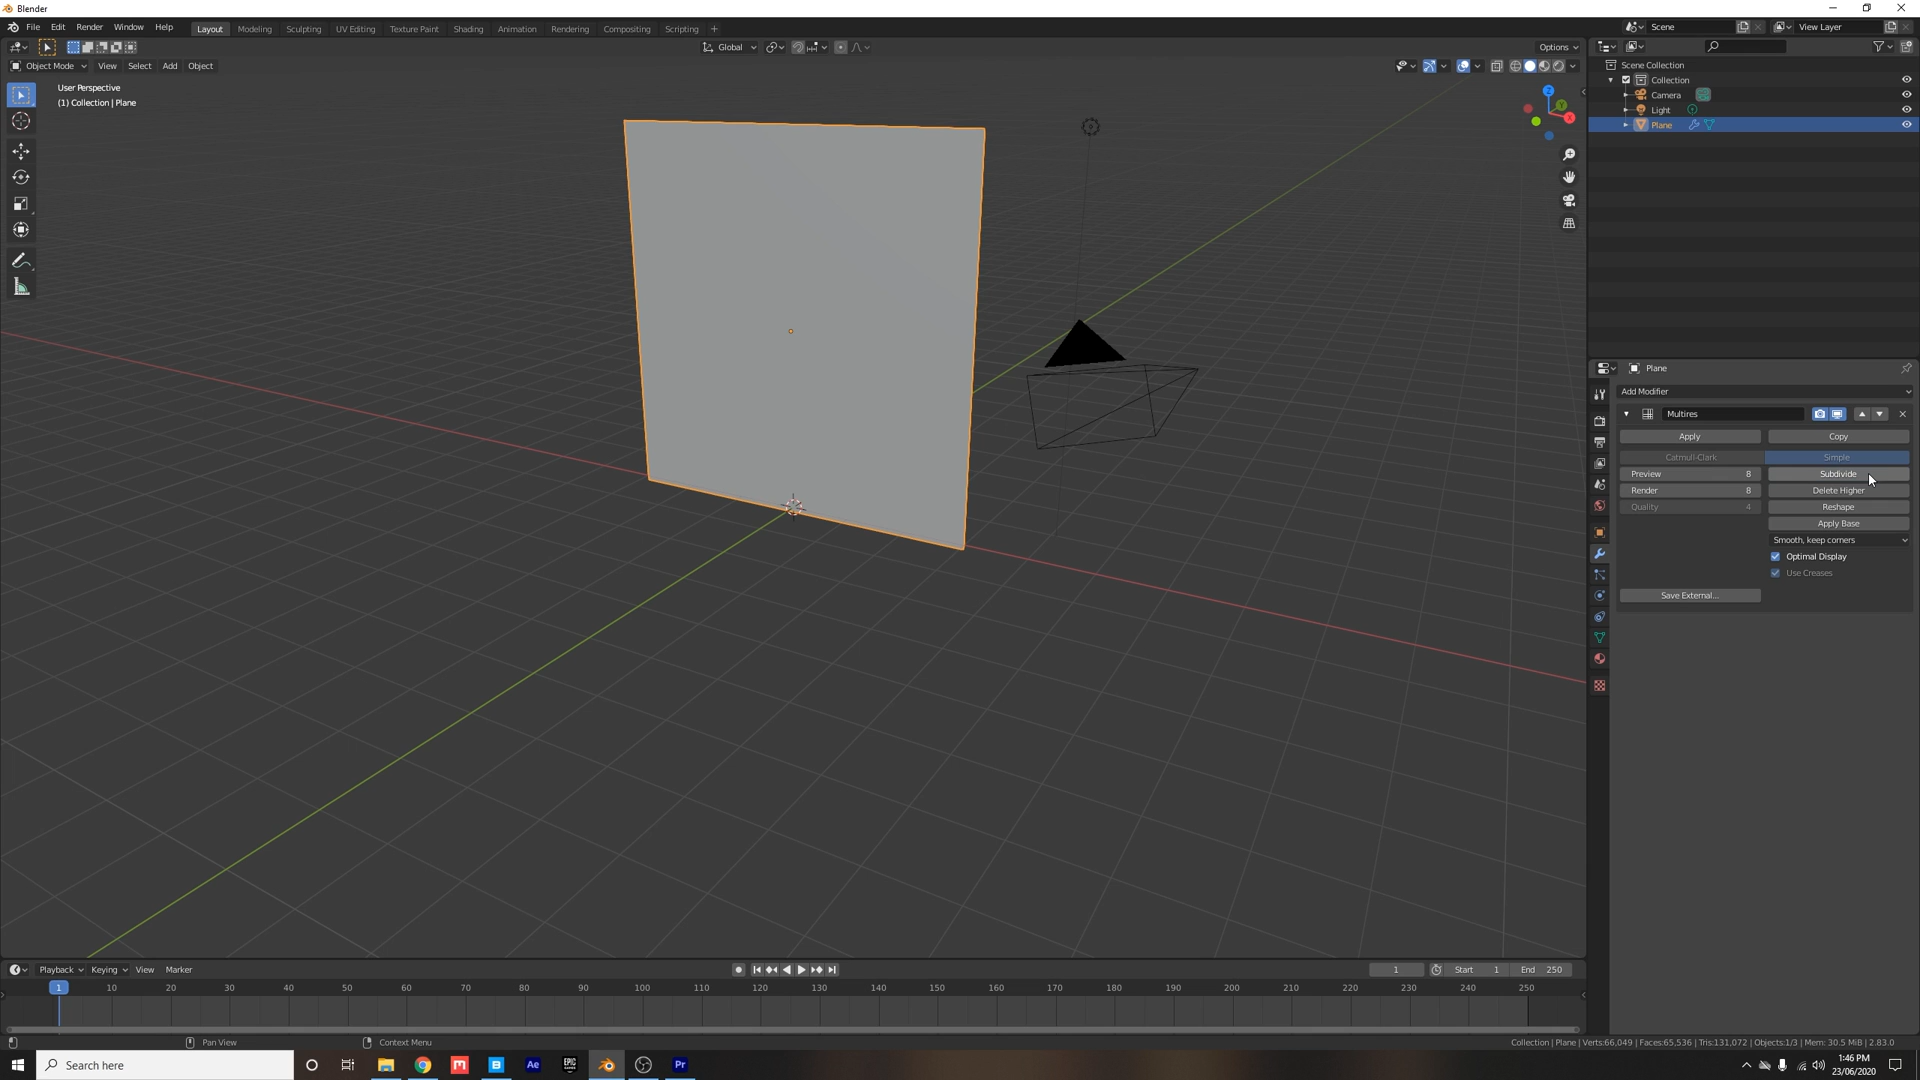 Blender
File Edit Render Window Help Layout Modeling Sculpting UV Editing Texture Paint Shading Animation Rendering Compositing Scripting + Scene View Layer
Global Options
Object Mode View Select Add Object
User Perspective
(1) Collection | Plane
Z
Y
X
Scene Collection
Collection
Camera
Light
Plane
Plane
Add Modifier
Multires
Apply Copy
Catmull-Clark Simple
Preview 8 Subdivide
Render 8 Delete Higher
Quality 4 Reshape
Apply Base
Smooth, keep corners
Optimal Display
Use Creases
Save External...
Playback Keying View Marker 1 Start 1 End 250
1 10 20 30 40 50 60 70 80 90 100 110 120 130 140 150 160 170 180 190 200 210 220 230 240 250
Pan View Context Menu Collection | Plane | Verts:66,049 | Faces:65,536 | Tris:131,072 | Objects:1/3 | Mem: 30.5 MiB | 2.83.0
Search here M B Ae EPIC GAMES Pr 1:46 PM
23/06/2020